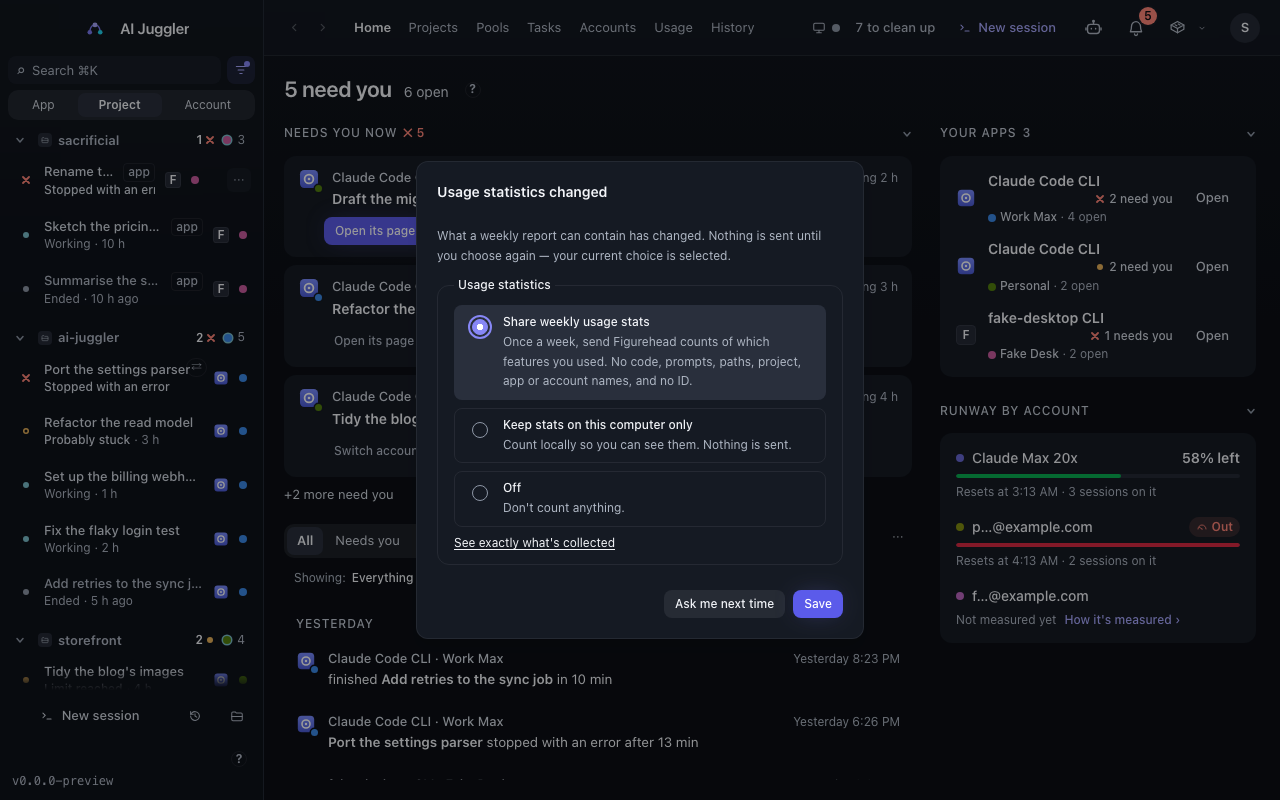 AI Juggler
Search ⌘K
App Project Account
sacrificial 1 3
Rename t... app F
Stopped with an err
Sketch the pricin... app F
Working · 10 h
Summarise the s... app F
Ended · 10 h ago
ai-juggler 2 5
Port the settings parser
Stopped with an error
Refactor the read model
Probably stuck · 3 h
Set up the billing webh...
Working · 1 h
Fix the flaky login test
Working · 2 h
Add retries to the sync j...
Ended · 5 h ago
storefront 2 4
Tidy the blog's images
New session
?
v0.0.0-preview
Home Projects Pools Tasks Accounts Usage History
7 to clean up New session 5 S
5 need you 6 open ?
NEEDS YOU NOW 5
Claude Code
Draft the mig
Open its page
ng 2 h
Claude Code
Refactor the
Open its page
ng 3 h
Claude Code
Tidy the blog
Switch accour
ng 4 h
+2 more need you
All Needs you
Showing: Everything
YESTERDAY
Claude Code CLI · Work Max Yesterday 8:23 PM
finished Add retries to the sync job in 10 min
Claude Code CLI · Work Max Yesterday 6:26 PM
Port the settings parser stopped with an error after 13 min
Usage statistics changed
What a weekly report can contain has changed. Nothing is sent until
you choose again — your current choice is selected.
Usage statistics
Share weekly usage stats
Once a week, send Figurehead counts of which
features you used. No code, prompts, paths, project,
app or account names, and no ID.
Keep stats on this computer only
Count locally so you can see them. Nothing is sent.
Off
Don't count anything.
See exactly what's collected
Ask me next time Save
YOUR APPS 3
Claude Code CLI
2 need you Open
Work Max · 4 open
Claude Code CLI
2 need you Open
Personal · 2 open
fake-desktop CLI
F 1 needs you Open
Fake Desk · 2 open
RUNWAY BY ACCOUNT
Claude Max 20x 58% left
Resets at 3:13 AM · 3 sessions on it
p...@example.com Out
Resets at 4:13 AM · 2 sessions on it
f...@example.com
Not measured yet How it's measured ›